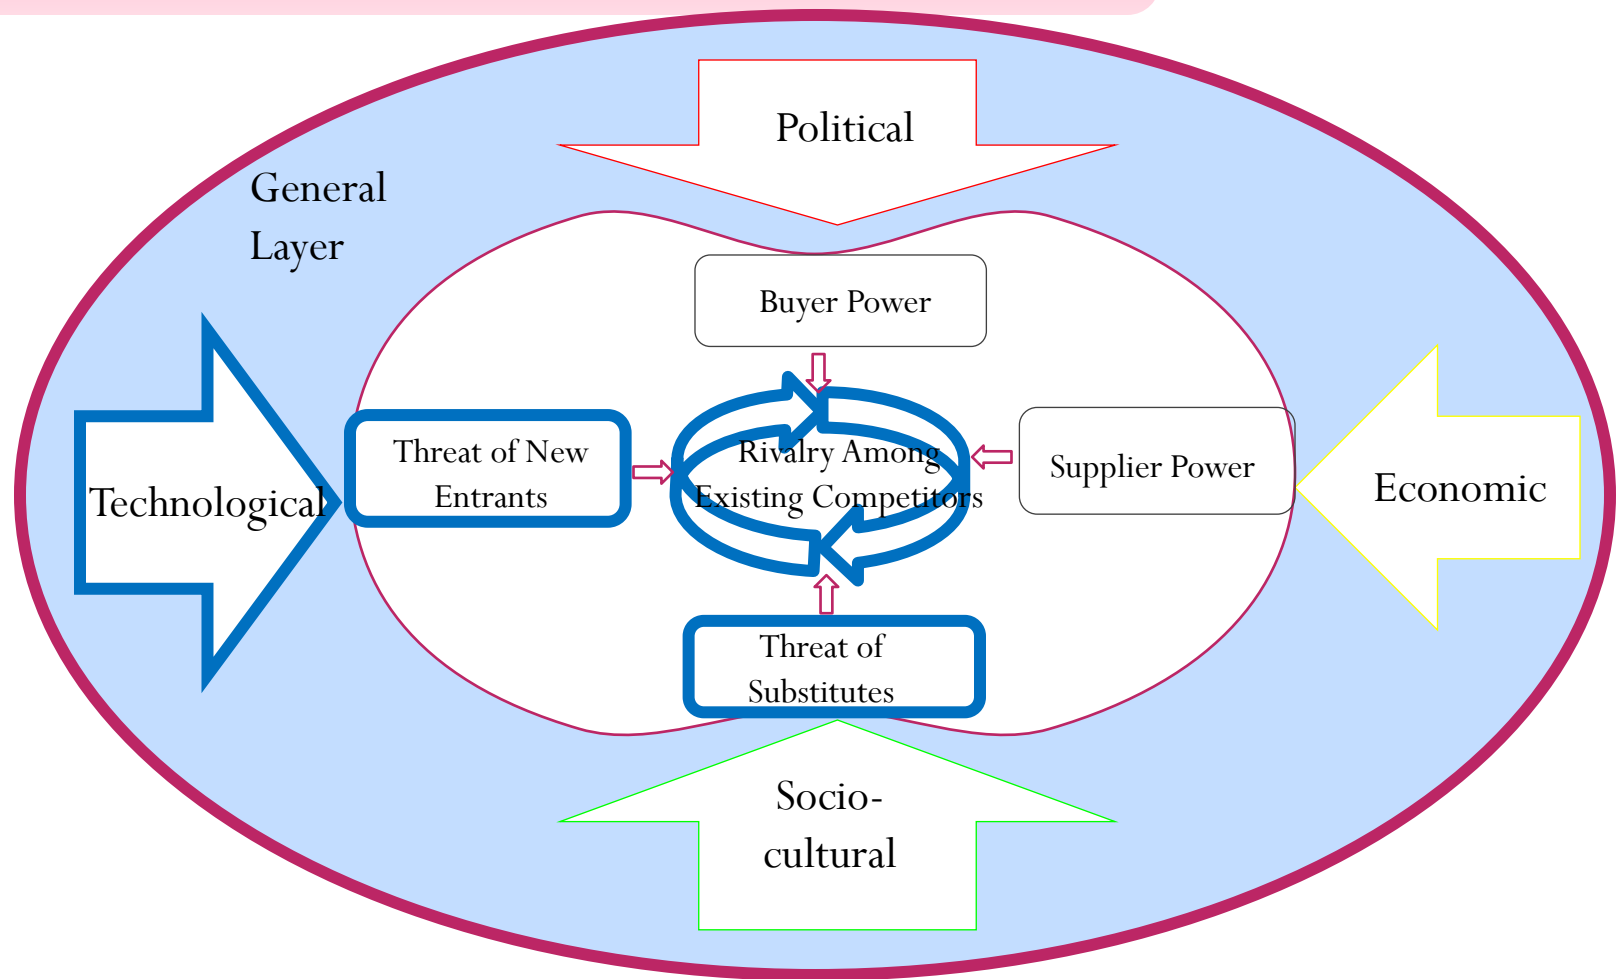 Political
General
Layer
Buyer Power
Threat of New
Entrants
Rivalry Among
Existing Competitors
Supplier Power
Technological
Economic
Threat of
Substitutes
Socio-
cultural